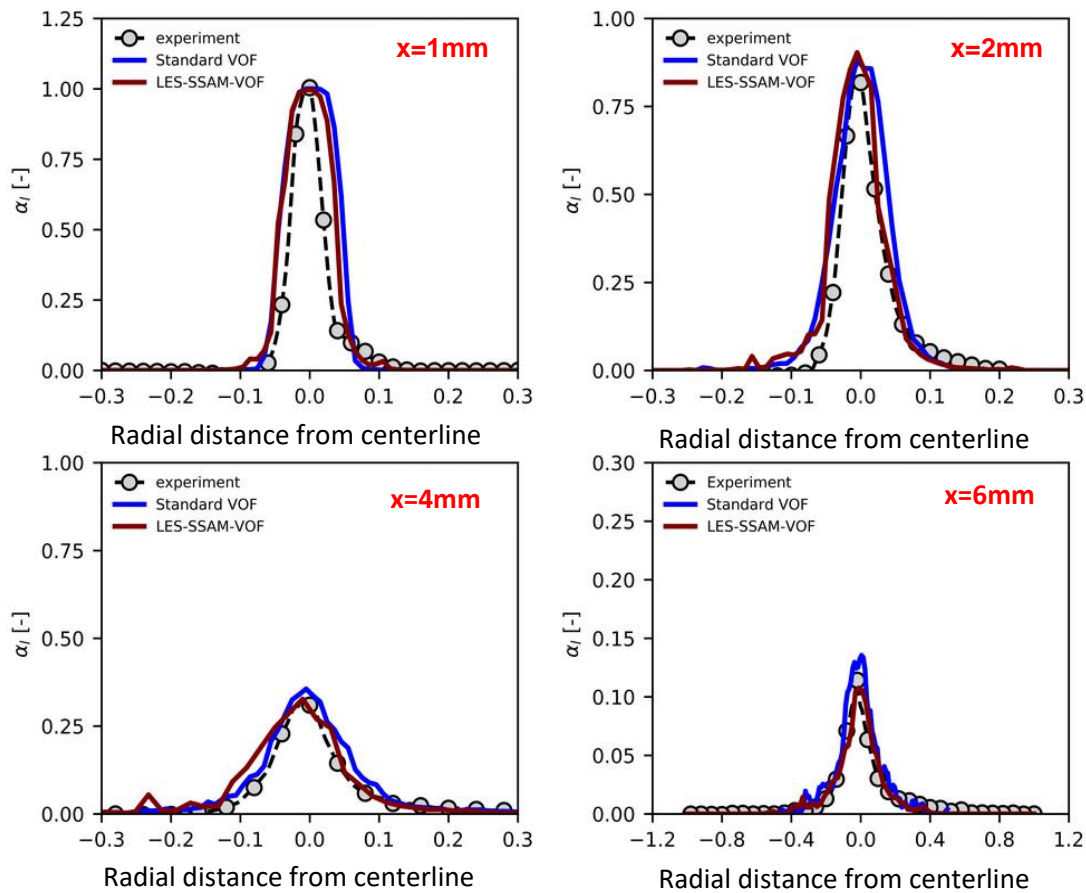 1.25
1.00
0.75
0.50
0.25
0.00
αl [-]
experiment
Standard VOF
LES-SSAM-VOF
x=1mm
−0.3 −0.2 −0.1 0.0 0.1 0.2 0.3
Radial distance from centerline
1.00
0.75
0.50
0.25
0.00
αl [-]
experiment
Standard VOF
LES-SSAM-VOF
x=2mm
−0.3 −0.2 −0.1 0.0 0.1 0.2 0.3
Radial distance from centerline
1.00
0.75
0.50
0.25
0.00
αl [-]
experiment
Standard VOF
LES-SSAM-VOF
x=4mm
−0.3 −0.2 −0.1 0.0 0.1 0.2 0.3
Radial distance from centerline
0.30
0.25
0.20
0.15
0.10
0.05
0.00
αl [-]
Experiment
Standard VOF
LES-SSAM-VOF
x=6mm
−1.2 −0.8 −0.4 0.0 0.4 0.8 1.2
Radial distance from centerline